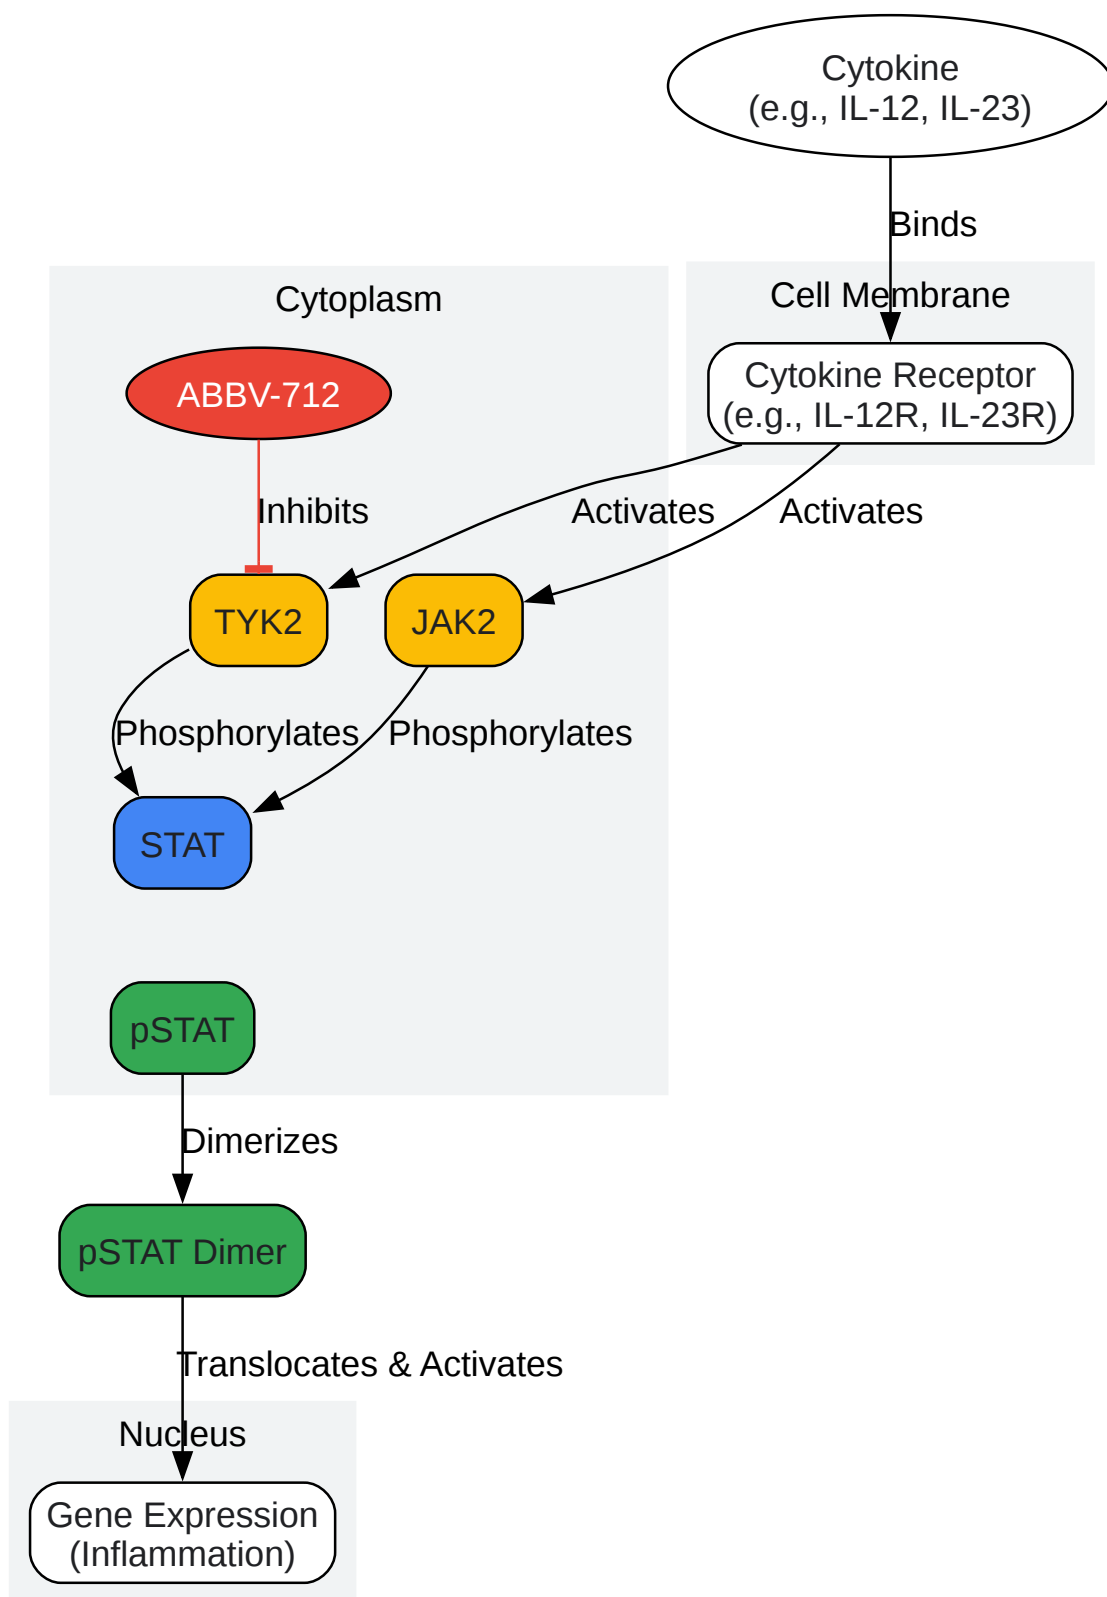 Cytokine
(e.g., IL-12, IL-23)
Binds
Cytoplasm
Cell Membrane
ABBV-712
Cytokine Receptor
(e.g., IL-12R, IL-23R)
Inhibits
Activates
Activates
TYK2
JAK2
Phosphorylates
Phosphorylates
STAT
pSTAT
Dimerizes
pSTAT Dimer
Translocates & Activates
Nucleus
Gene Expression
(Inflammation)